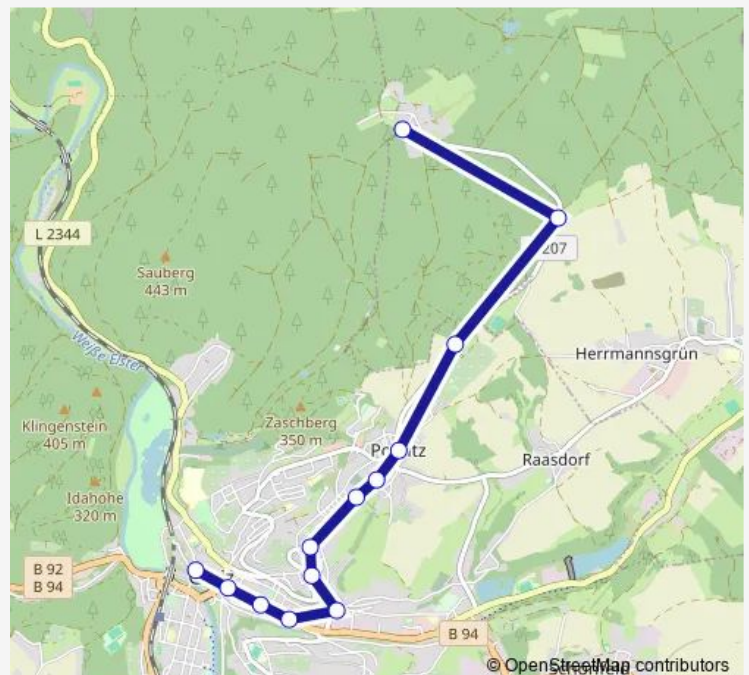 207
L 2344
Sauberg
443 m
Weiße Elster
Herrmannsgrün
Zaschberg
350 m
Klingenstein
405 m
Raasdorf
Idahöhe
320 m
B 92
B 94
B 94
© OpenStreetMap contributors